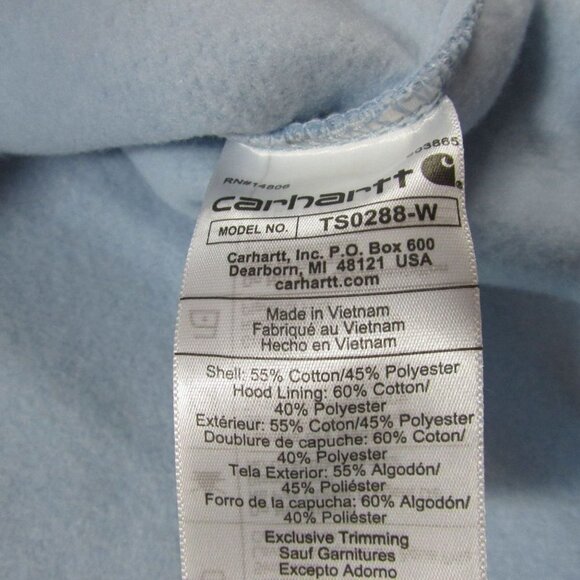 RN#14806
carhartt
MODEL NO. TS0288-W
Carhartt, Inc. P.O. Box 600
Dearborn, MI 48121 USA
carhartt.com
Made in Vietnam
Fabriqué au Vietnam
Hecho en Vietnam
Shell: 55% Cotton/45% Polyester
Hood Lining: 60% Cotton/
40% Polyester
Extérieur: 55% Coton/45% Polyester
Doublure de capuche: 60% Coton/
40% Polyester
Tela Exterior: 55% Algodón/
45% Poliéster
Forro de la capucha: 60% Algodón/
40% Poliéster
Exclusive Trimming
Sauf Garnitures
Excepto Adorno